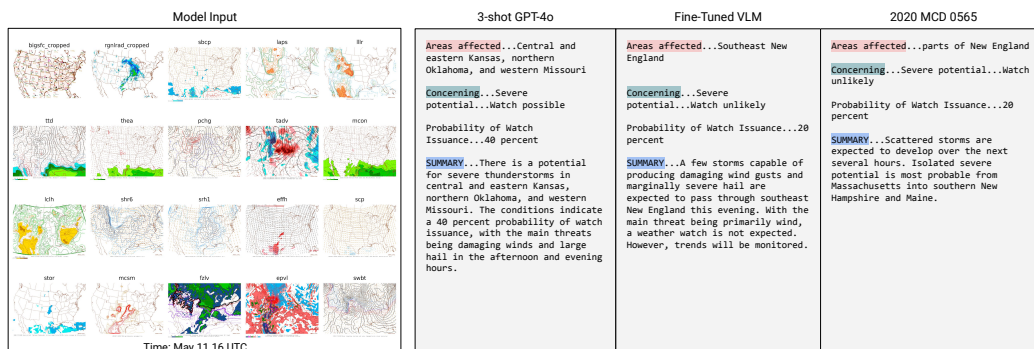 Model Input
3-shot GPT-4o
Fine-Tuned VLM
2020 MCD 0565
bigsfc_cropped
rgnlrad_cropped
sbcp
laps
lllr
ttd
thea
pchg
tadv
mcon
lclh
shr6
srh1
effh
scp
stor
mcsm
fzlv
epvl
swbt
Time: May 11 16 UTC
Areas affected...Central and
eastern Kansas, northern
Oklahoma, and western Missouri
Concerning...Severe
potential...Watch possible
Probability of Watch
Issuance...40 percent
SUMMARY...There is a potential
for severe thunderstorms in
central and eastern Kansas,
northern Oklahoma, and western
Missouri. The conditions indicate
a 40 percent probability of watch
issuance, with the main threats
being damaging winds and large
hail in the afternoon and evening
hours.
Areas affected...Southeast New
England
Concerning...Severe
potential...Watch unlikely
Probability of Watch Issuance...20
percent
SUMMARY...A few storms capable of
producing damaging wind gusts and
marginally severe hail are
expected to pass through southeast
New England this evening. With the
main threat being primarily wind,
a weather watch is not expected.
However, trends will be monitored.
Areas affected...parts of New England
Concerning...Severe potential...Watch
unlikely
Probability of Watch Issuance...20
percent
SUMMARY...Scattered storms are
expected to develop over the next
several hours. Isolated severe
potential is most probable from
Massachusetts into southern New
Hampshire and Maine.